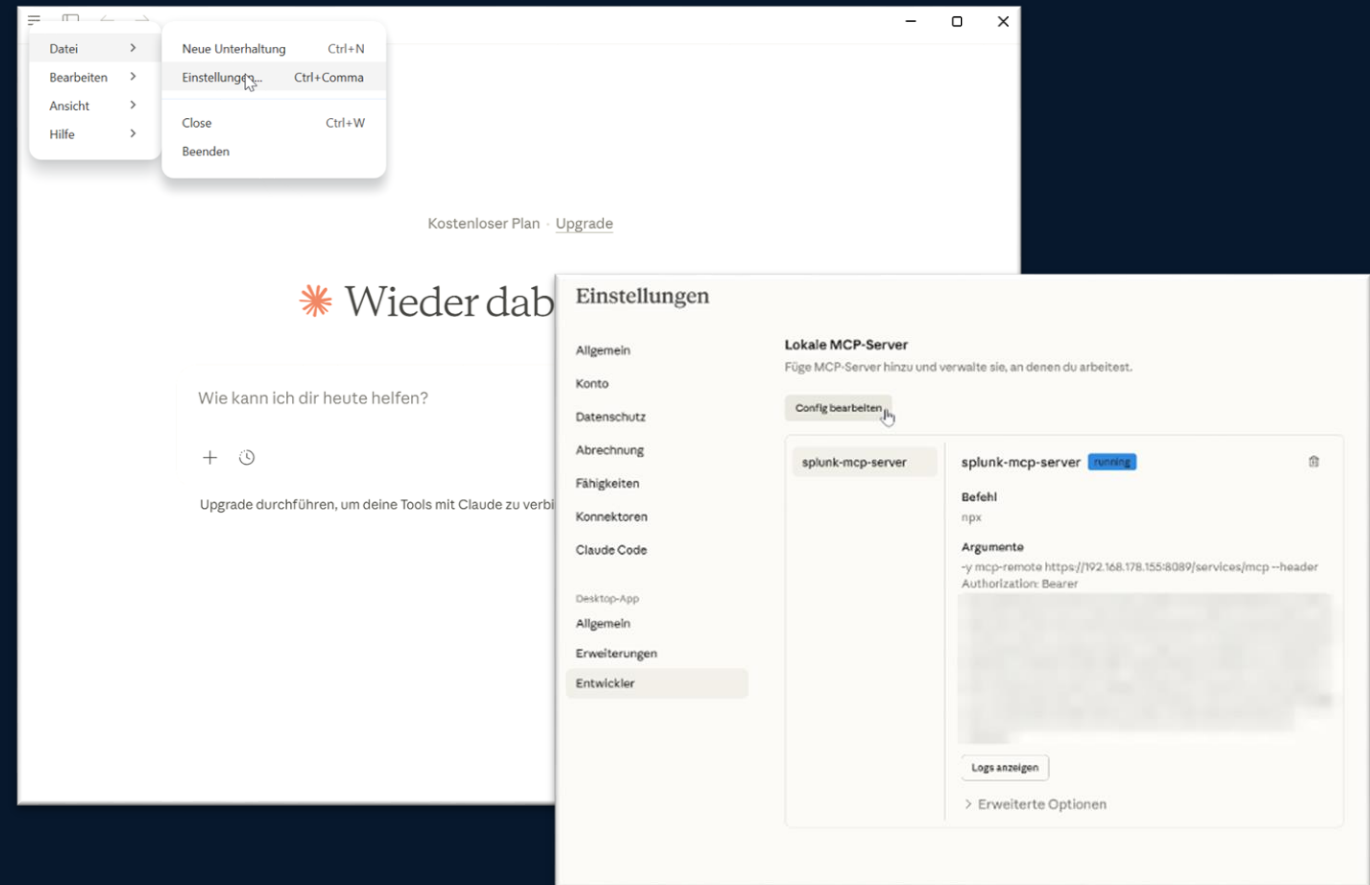 Datei
Bearbeiten
Ansicht
Hilfe
Neue Unterhaltung Ctrl+N
Einstellungen... Ctrl+Comma
Close Ctrl+W
Beenden
Kostenloser Plan · Upgrade
Wieder dab
Wie kann ich dir heute helfen?
Upgrade durchführen, um deine Tools mit Claude zu verbi
Einstellungen
Allgemein
Konto
Datenschutz
Abrechnung
Fähigkeiten
Konnektoren
Claude Code
Desktop-App
Allgemein
Erweiterungen
Entwickler
Lokale MCP-Server
Füge MCP-Server hinzu und verwalte sie, an denen du arbeitest.
Config bearbeiten
splunk-mcp-server
splunk-mcp-server running
Befehl
npx
Argumente
-y mcp-remote https://192.168.178.155:8089/services/mcp --header
Authorization: Bearer
Logs anzeigen
Erweiterte Optionen